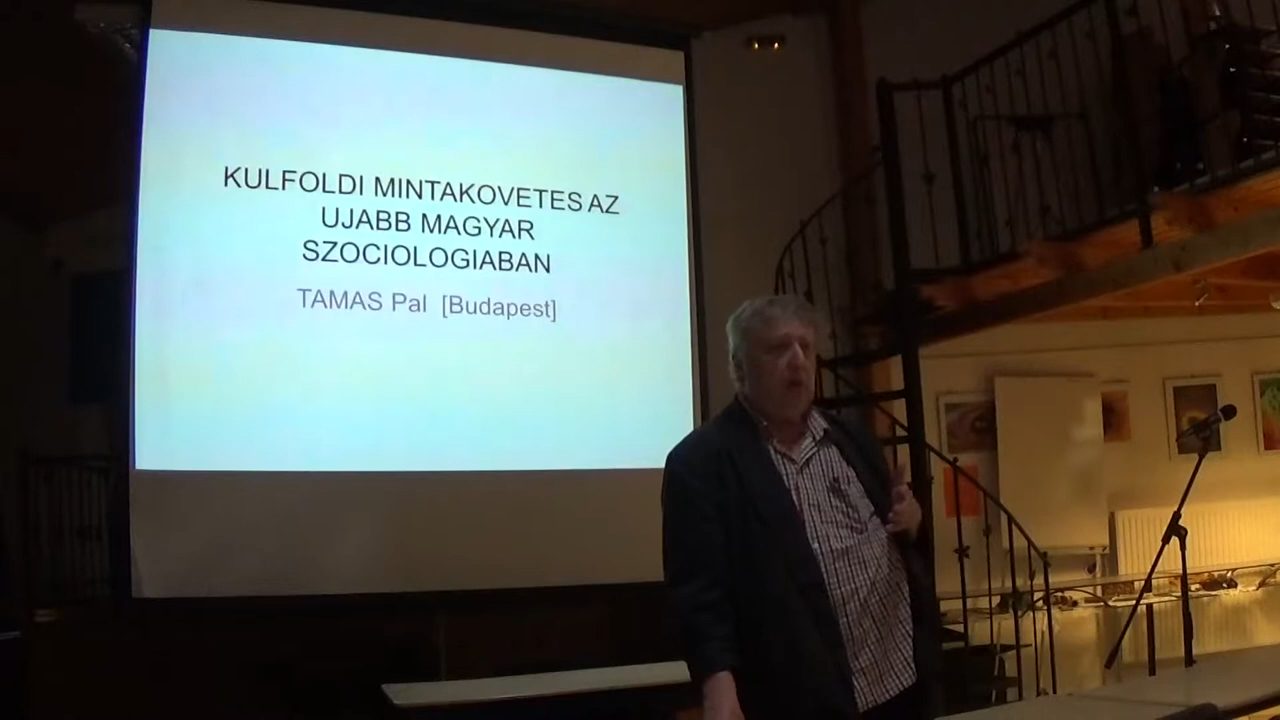 KULFOLDI MINTAKOVETES AZ
UJABB MAGYAR
SZOCIOLOGIABAN
TAMAS Pal [Budapest]